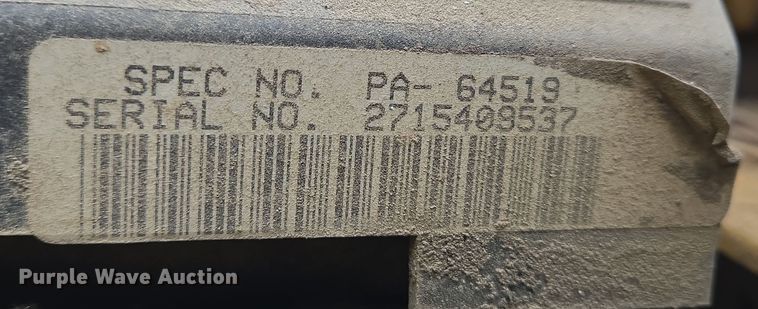 SPEC NO. PA- 64519
SERIAL NO. 2715409537
Purple Wave Auction